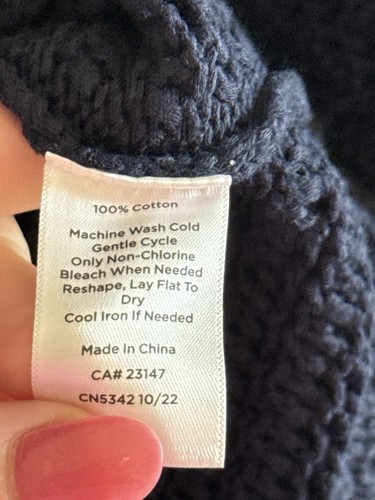 100% Cotton
Machine Wash Cold
Gentle Cycle
Only Non-Chlorine
Bleach When Needed
Reshape, Lay Flat To
Dry
Cool Iron If Needed
Made In China
CA# 23147
CN5342 10/22